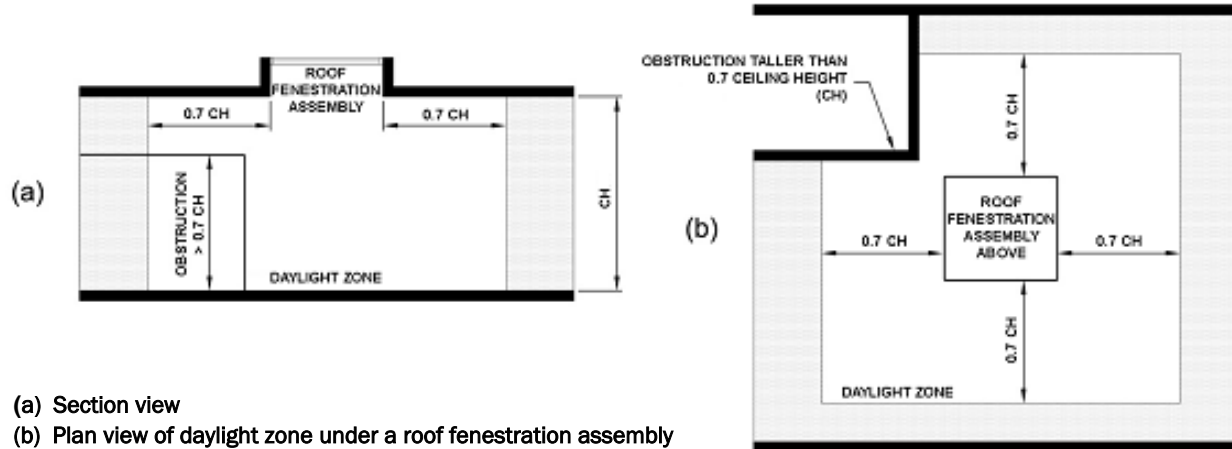 ROOF
FENESTRATION
ASSEMBLY
0.7 CH
0.7 CH
(a)
OBSTRUCTION
> 0.7 CH
CH
DAYLIGHT ZONE
OBSTRUCTION TALLER THAN
0.7 CEILING HEIGHT
(CH)
0.7 CH
(b)
ROOF
FENESTRATION
ASSEMBLY
ABOVE
0.7 CH
0.7 CH
0.7 CH
DAYLIGHT ZONE
(a) Section view
(b) Plan view of daylight zone under a roof fenestration assembly